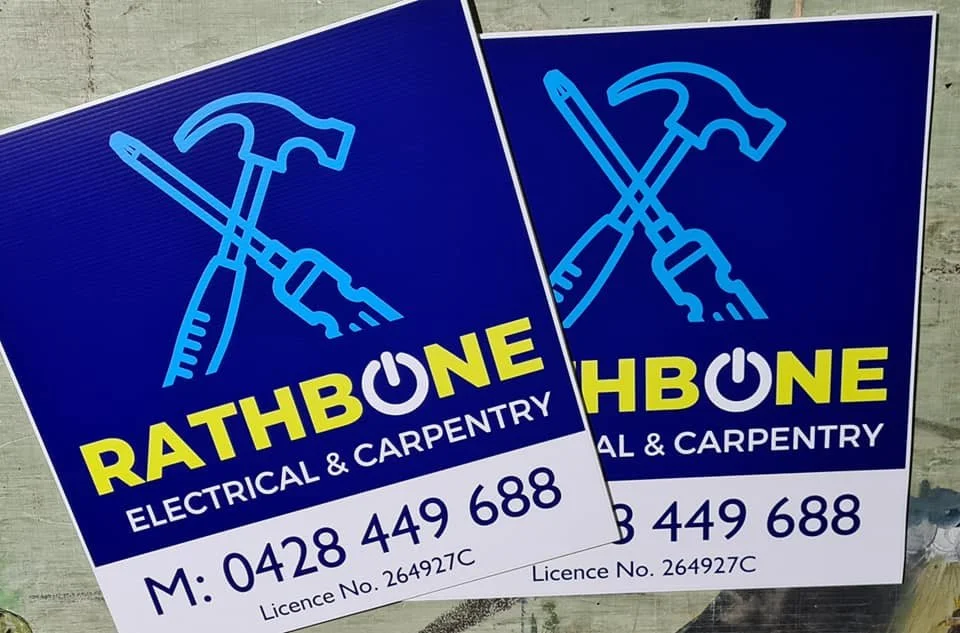 RATHBONE
ELECTRICAL & CARPENTRY
M: 0428 449 688
Licence No. 264927C
THBONE
AL & CARPENTRY
8 449 688
Licence No. 264927C